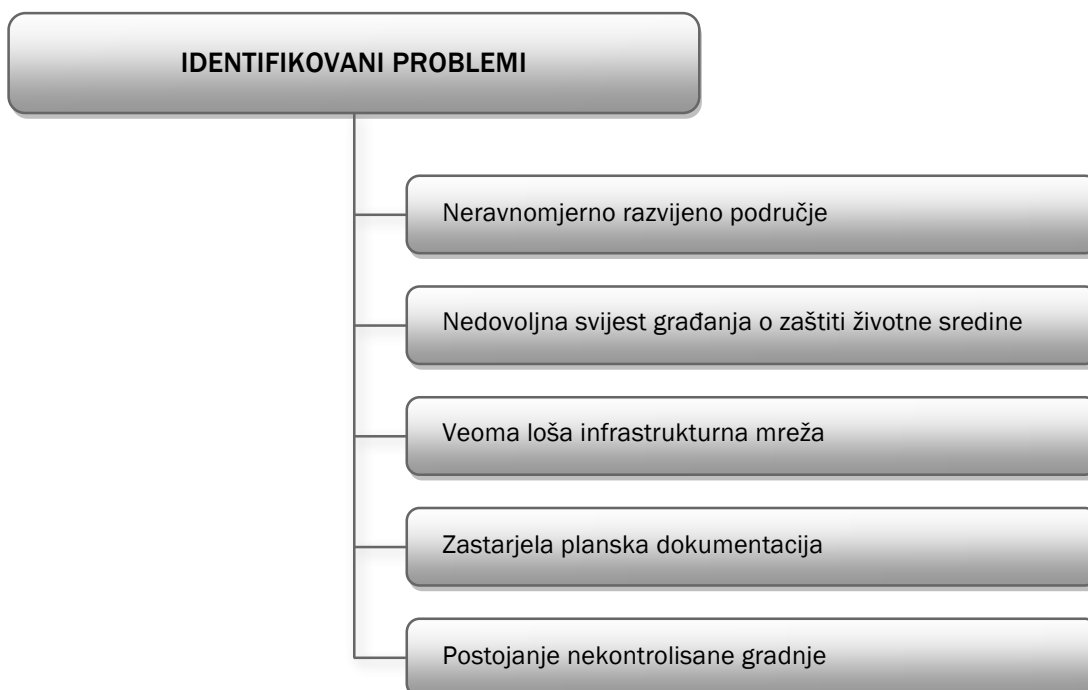 IDENTIFIKOVANI PROBLEMI
Neravnomjerno razvijeno područje
Nedovoljna svijest građanja o zaštiti životne sredine
Veoma loša infrastrukturna mreža
Zastarjela planska dokumentacija
Postojanje nekontrolisane gradnje